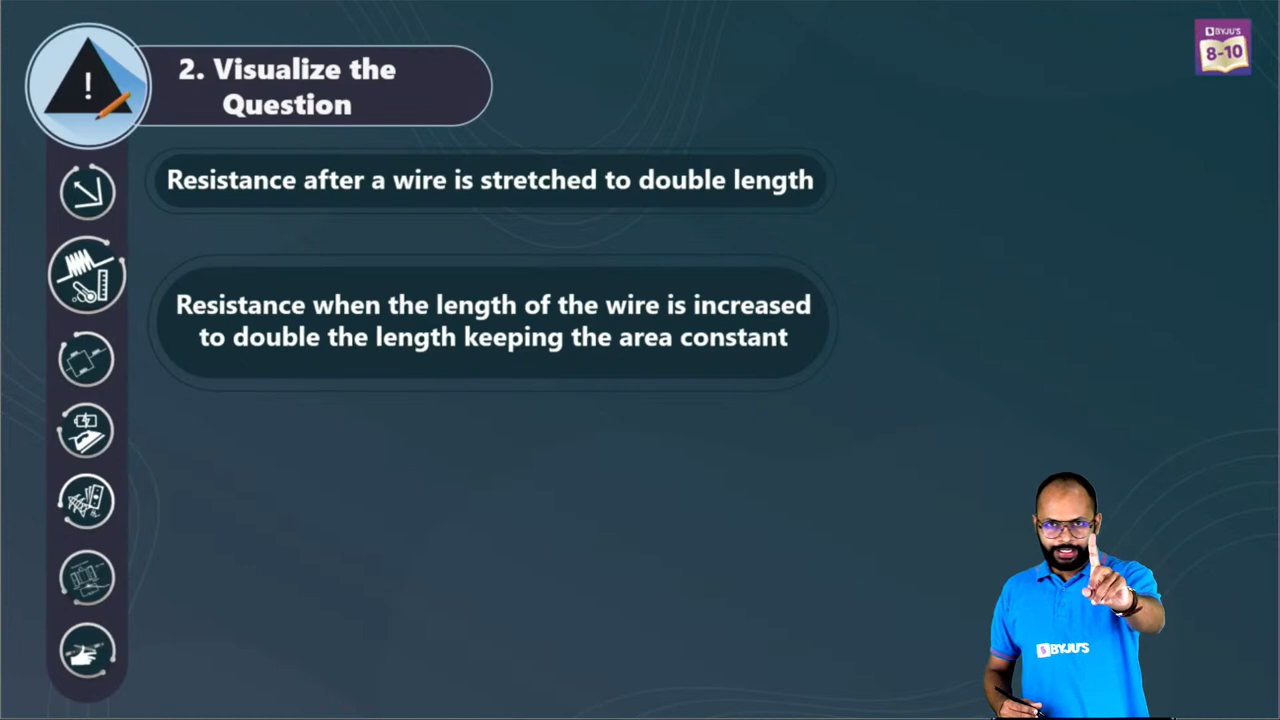 BYJU'S
8-10
!
2. Visualize the
Question
Resistance after a wire is stretched to double length
Resistance when the length of the wire is increased
to double the length keeping the area constant
BYJU'S